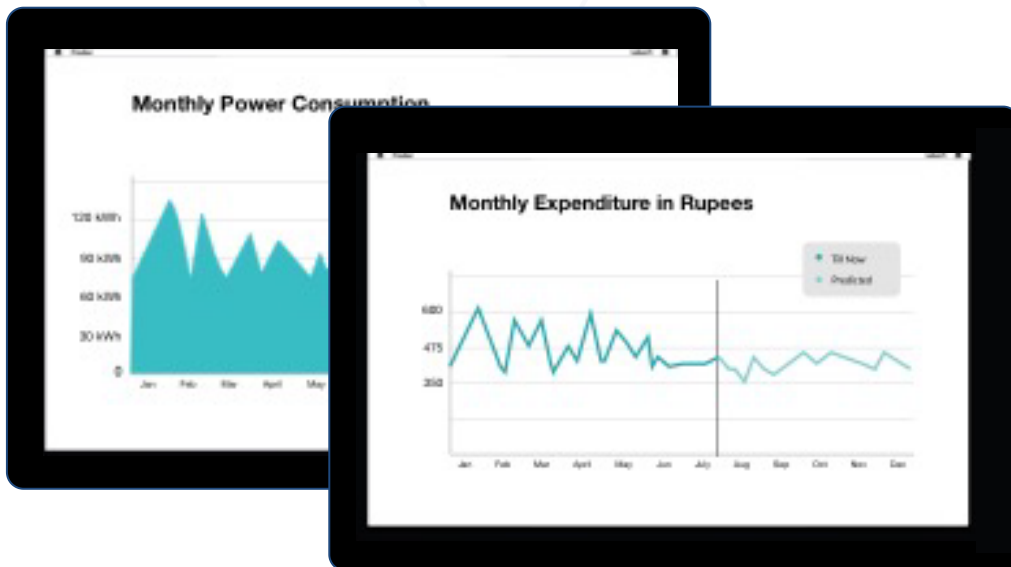 Monthly Power Consumption
120 kWh
90 kWh
60 kWh
30 kWh
0
Jan Feb Mar April May
Monthly Expenditure in Rupees
Till Now
Predicted
600
475
350
Jan Feb Mar April May Jun July Aug Sep Oct Nov Dec